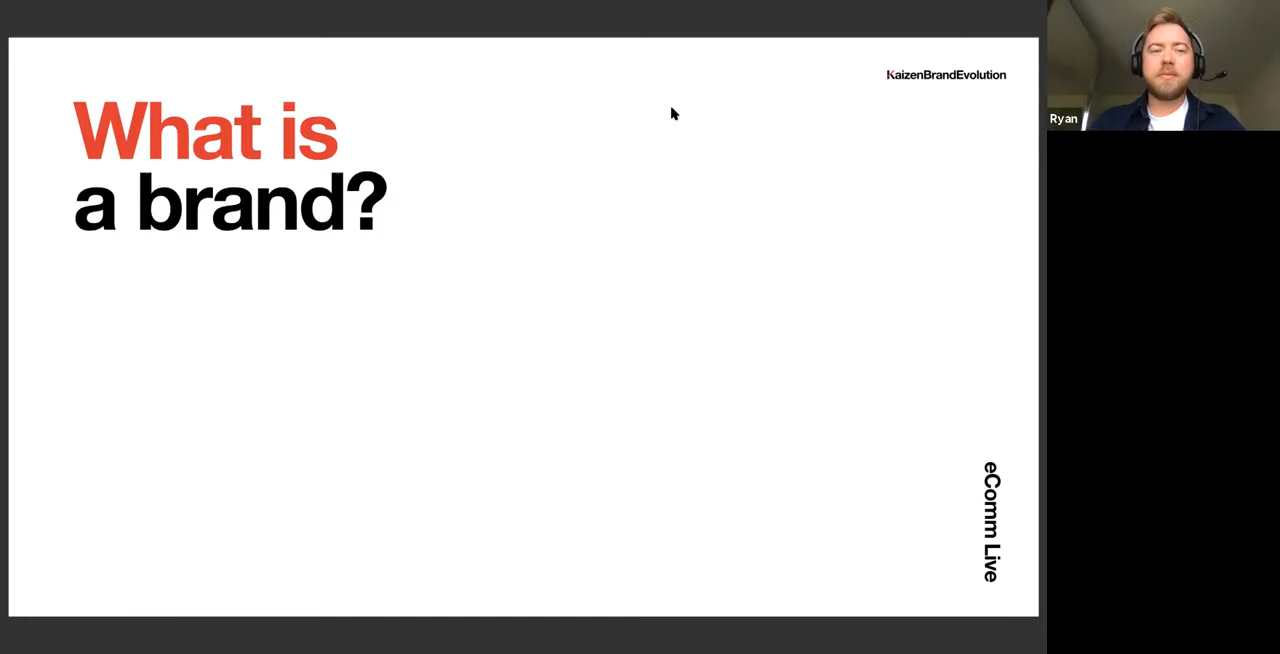 KaizenBrandEvolution
What is
a brand?
eComm Live
Ryan